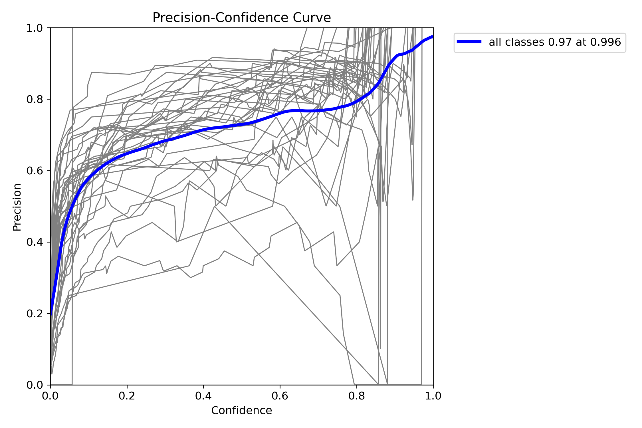 Precision-Confidence Curve
1.0
0.8
0.6
0.4
0.2
0.0
Precision
0.0 0.2 0.4 0.6 0.8 1.0
Confidence
all classes 0.97 at 0.996